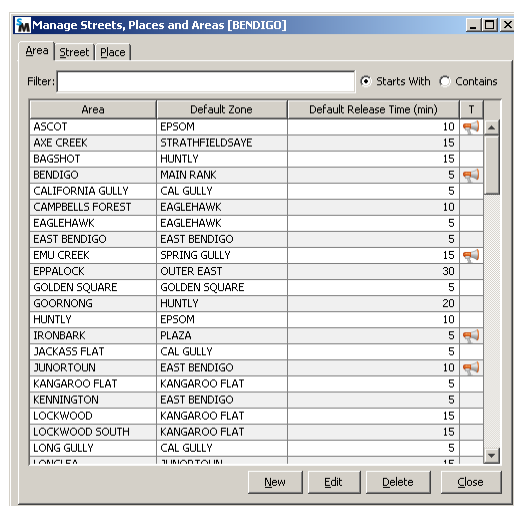 SM Manage Streets, Places and Areas [BENDIGO]
Area Street Place
Filter: Starts With Contains
Area Default Zone Default Release Time (min) T
ASCOT EPSOM 10
AXE CREEK STRATHFIELDSAYE 15
BAGSHOT HUNTLY 15
BENDIGO MAIN RANK 5
CALIFORNIA GULLY CAL GULLY 5
CAMPBELLS FOREST EAGLEHAWK 10
EAGLEHAWK EAGLEHAWK 5
EAST BENDIGO EAST BENDIGO 5
EMU CREEK SPRING GULLY 15
EPPALOCK OUTER EAST 30
GOLDEN SQUARE GOLDEN SQUARE 5
GOORNONG HUNTLY 20
HUNTLY EPSOM 10
IRONBARK PLAZA 5
JACKASS FLAT CAL GULLY 5
JUNORTOUN EAST BENDIGO 10
KANGAROO FLAT KANGAROO FLAT 5
KENNINGTON EAST BENDIGO 5
LOCKWOOD KANGAROO FLAT 15
LOCKWOOD SOUTH KANGAROO FLAT 15
LONG GULLY CAL GULLY 5
LONGLEA JUNORTOUN 15
New Edit Delete Close